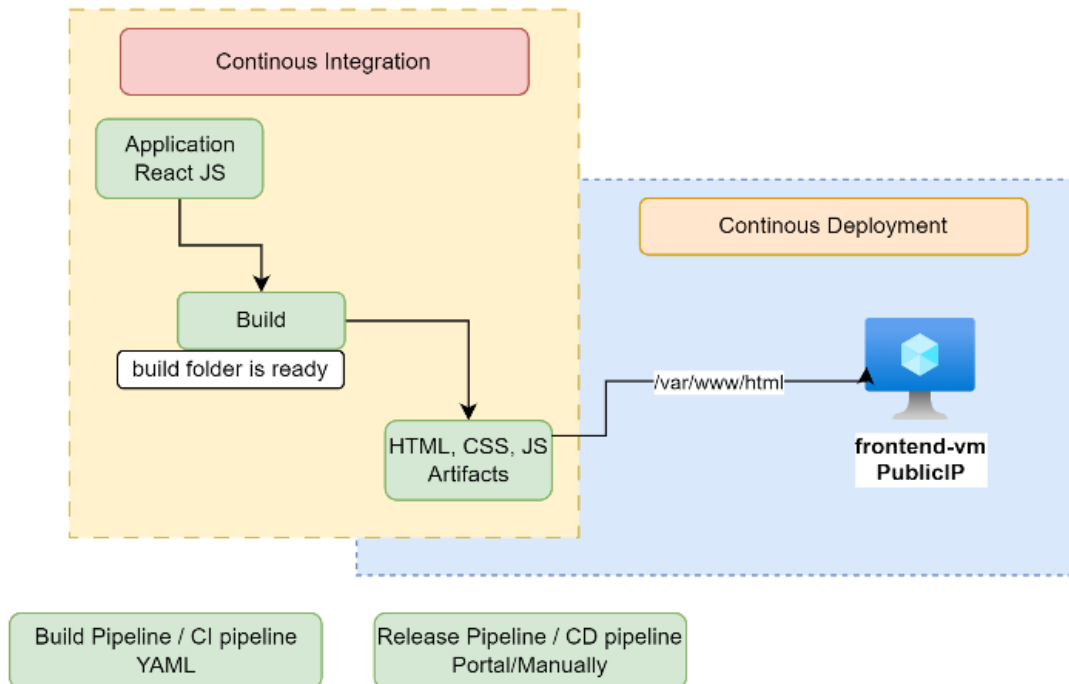 Continous Integration
Application
React JS
Continous Deployment
Build
build folder is ready
/var/www/html
HTML, CSS, JS
Artifacts
frontend-vm
PublicIP
Build Pipeline / CI pipeline
YAML
Release Pipeline / CD pipeline
Portal/Manually